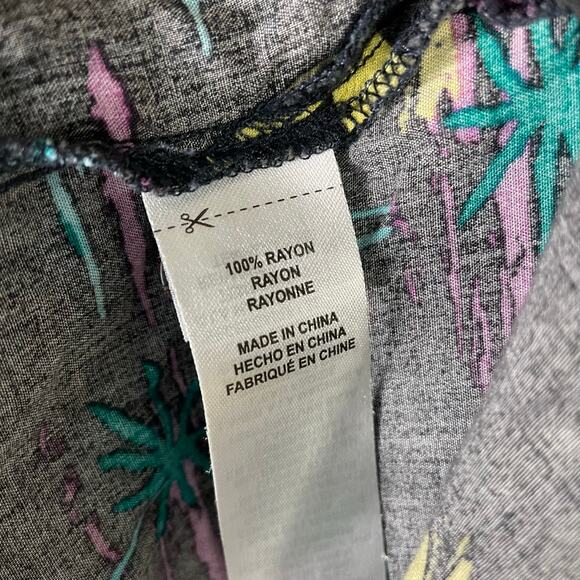 100% RAYON
RAYON
RAYONNE
MADE IN CHINA
HECHO EN CHINA
FABRIQUÉ EN CHINE